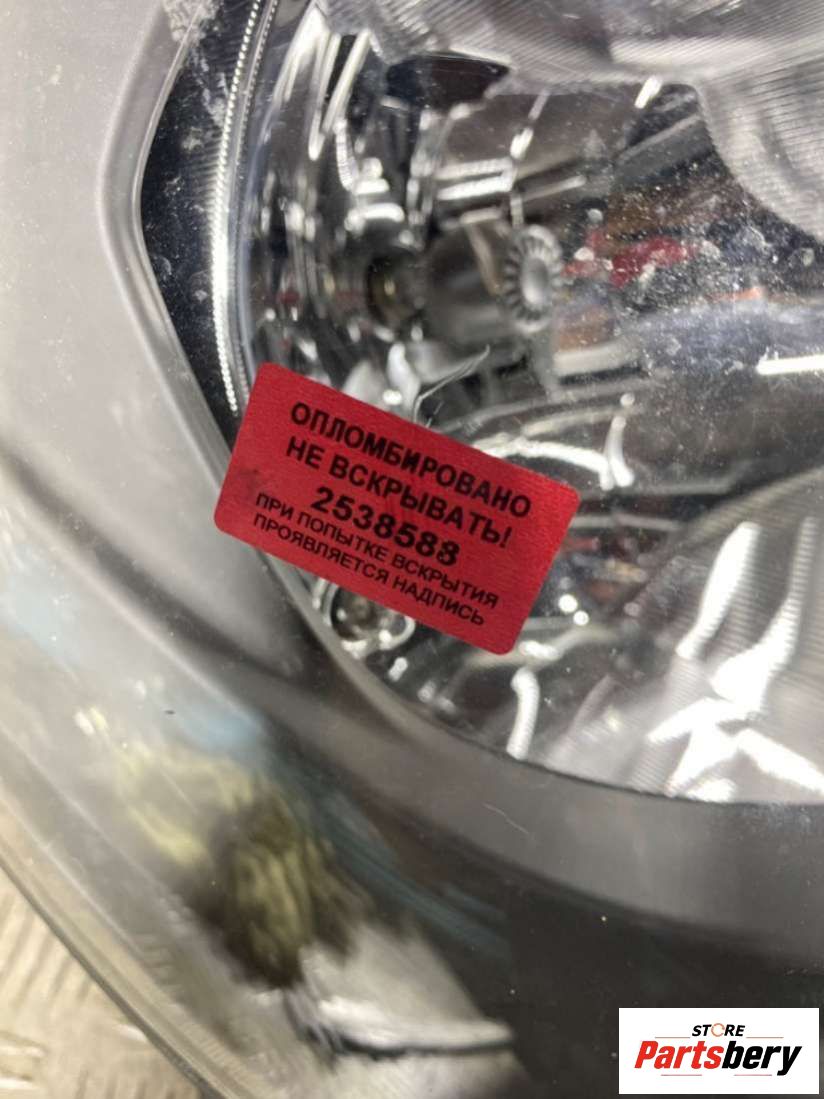 ОПЛОМБИРОВАНО
НЕ ВСКРЫВАТЬ!
2538588
ПРИ ПОПЫТКЕ ВСКРЫТИЯ
ПРОЯВЛЯЕТСЯ НАДПИСЬ
STORE
Partsbery